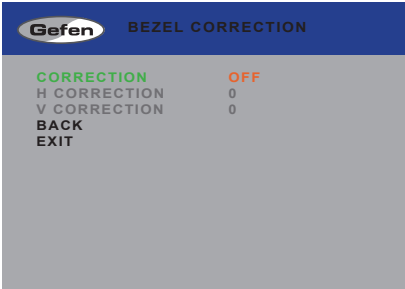 Gefen BEZEL CORRECTION
CORRECTION OFF
H CORRECTION 0
V CORRECTION 0
BACK
EXIT